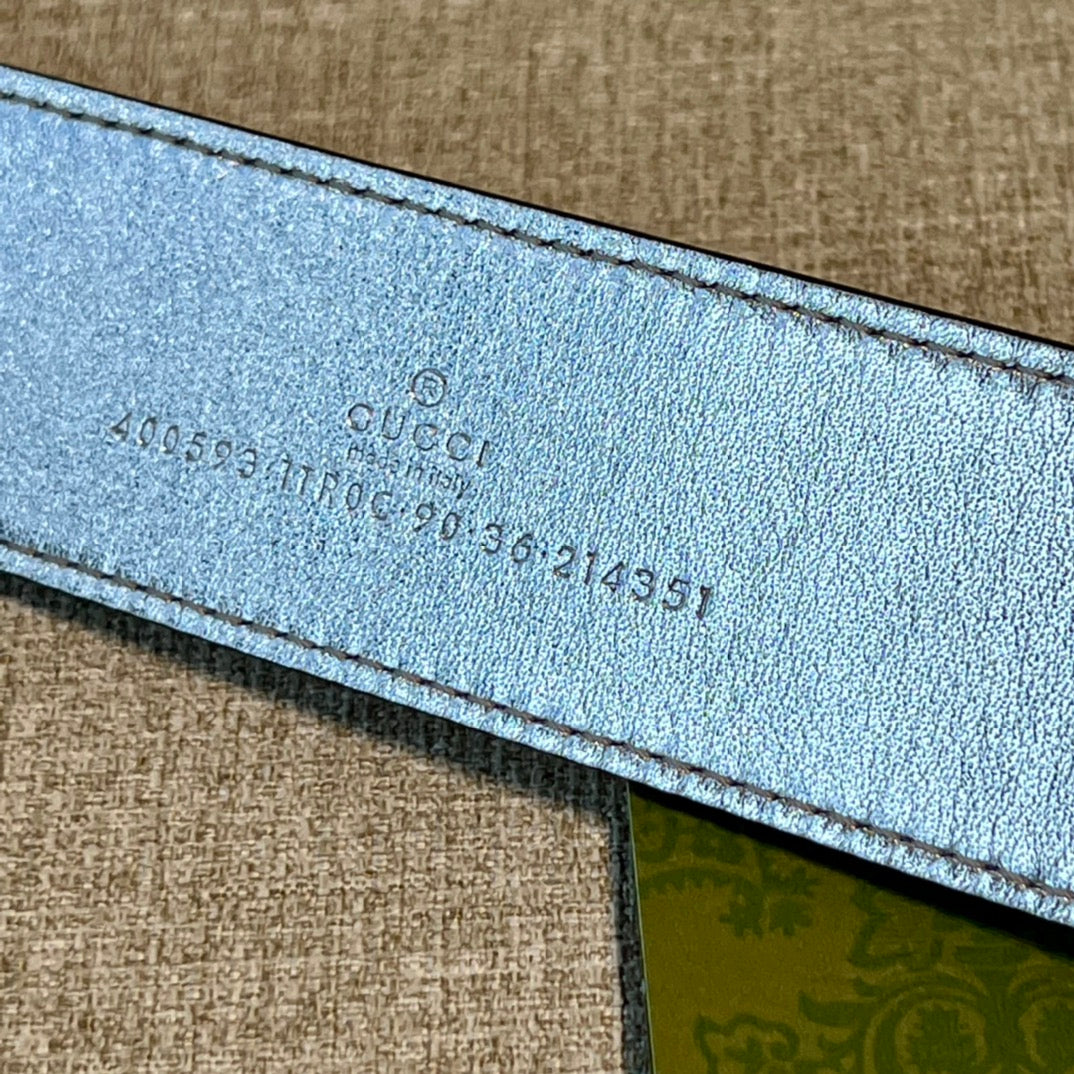 ®
GUCCI
made in italy
400593·1TR0C·90·36·214351